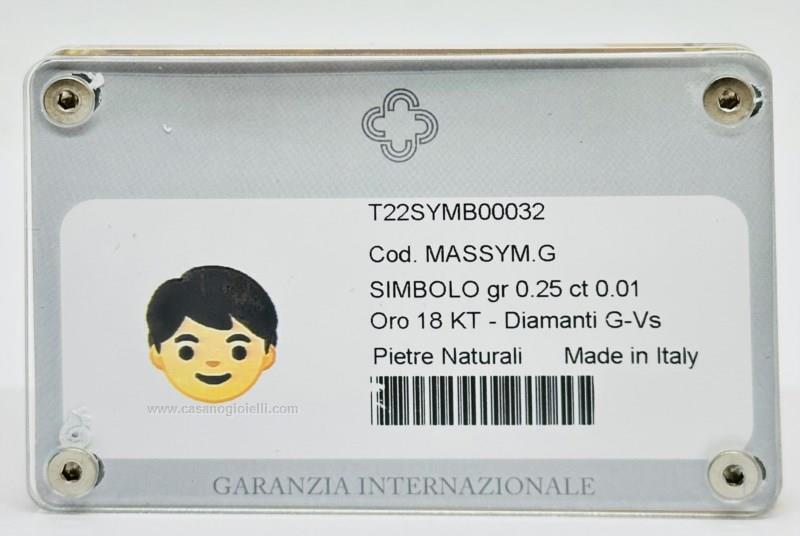 T22SYMB00032
Cod. MASSYM.G
SIMBOLO gr 0.25 ct 0.01
Oro 18 KT - Diamanti G-Vs
Pietre Naturali Made in Italy
www.casanogioielli.com
GARANZIA INTERNAZIONALE